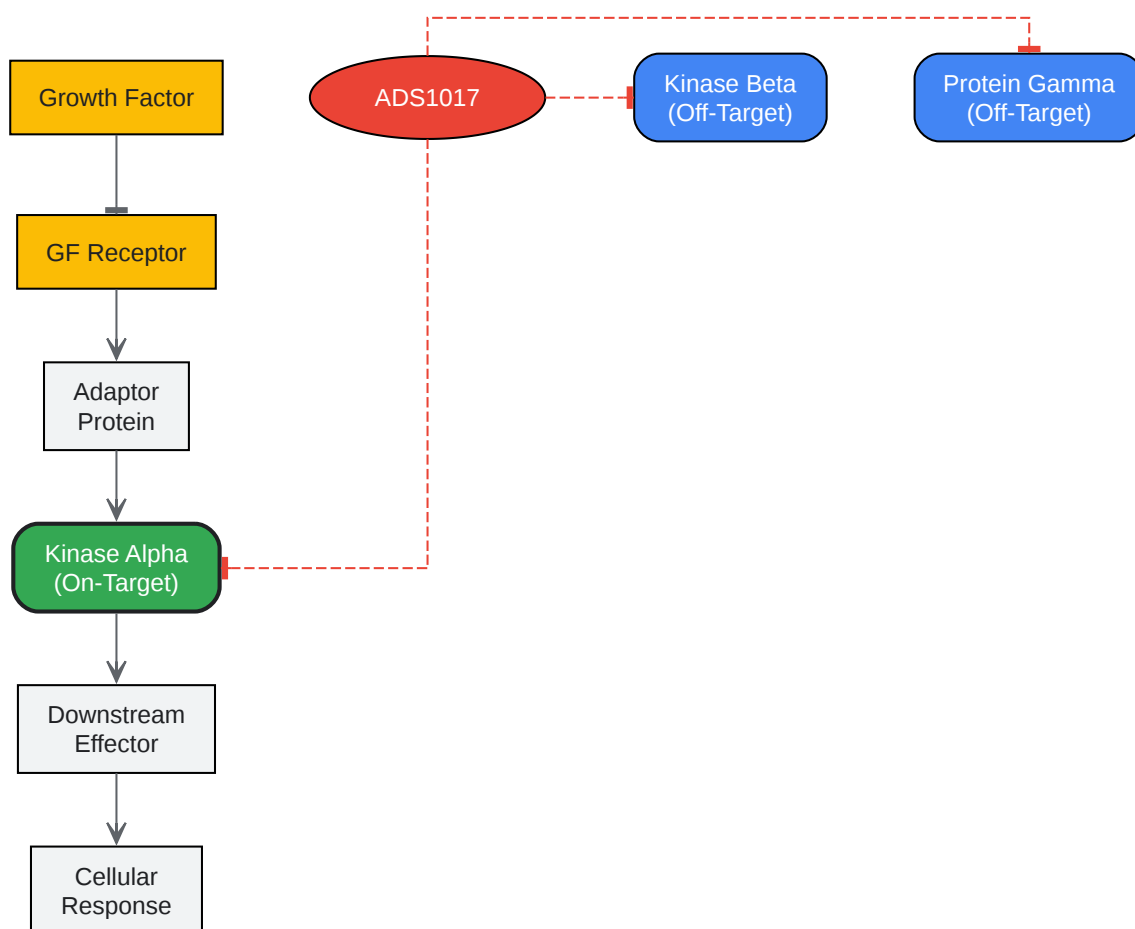 Growth Factor
ADS1017
Kinase Beta
(Off-Target)
Protein Gamma
(Off-Target)
GF Receptor
Adaptor
Protein
Kinase Alpha
(On-Target)
Downstream
Effector
Cellular
Response